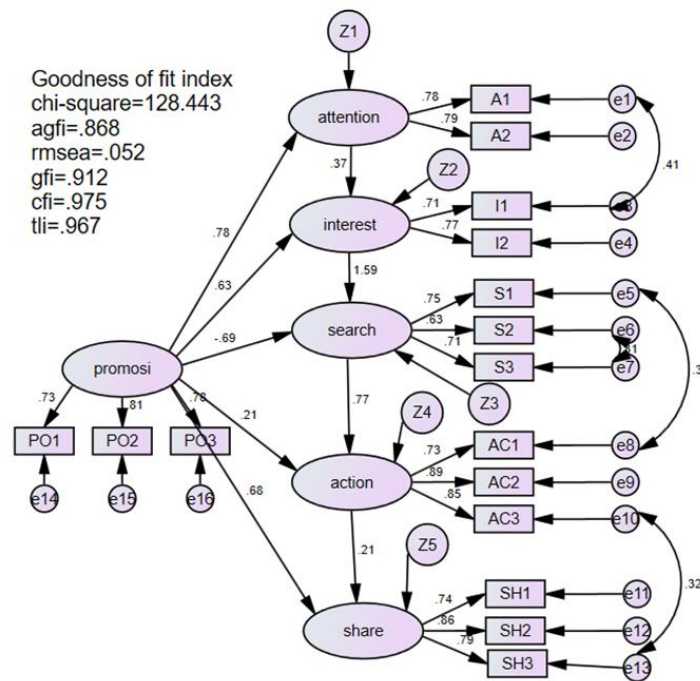 Z1
Goodness of fit index
chi-square=128.443
agfi=.868
rmsea=.052
gfi=.912
cfi=.975
tli=.967
attention
.78
A1
e1
.79
A2
e2
.41
.37
Z2
interest
.71
I1
.77
I2
e4
.78
.63
1.59
-.69
search
.75
S1
e5
.63
S2
e6
.71
S3
e7
Z3
promosi
.73
81
.78
PO1
PO2
PO3
e14
e15
e16
.21
.77
.68
Z4
action
.73
AC1
e8
.89
AC2
e9
.85
AC3
e10
.21
Z5
share
.74
SH1
e11
.86
SH2
e12
.79
SH3
e13
.32